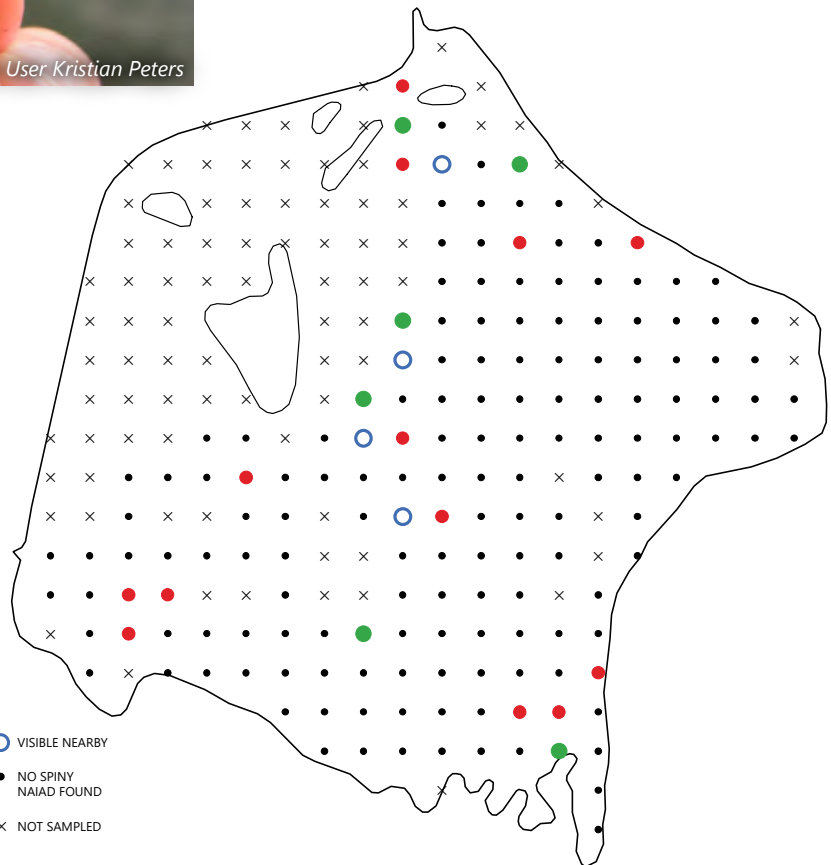 User Kristian Peters
VISIBLE NEARBY
NO SPINY
NAIAD FOUND
NOT SAMPLED